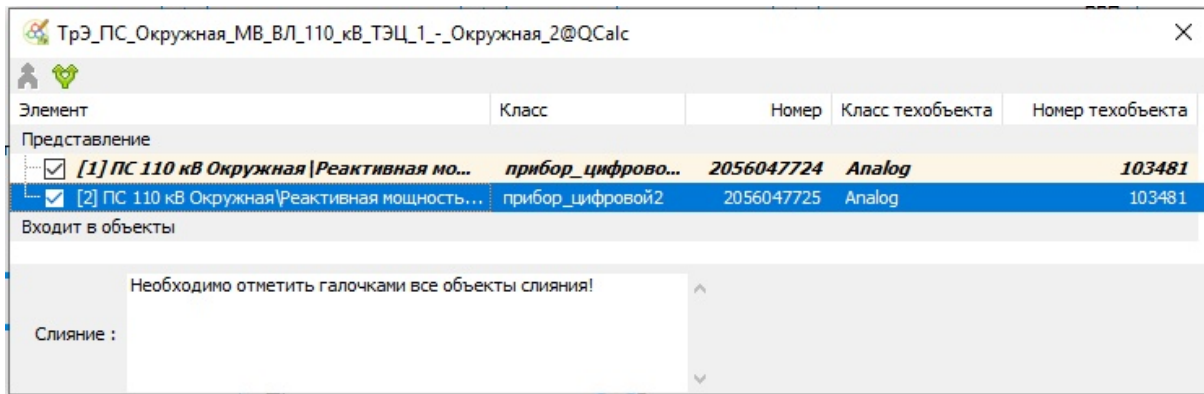 ТрЭ_ПС_Окружная_МВ_ВЛ_110_кВ_ТЭЦ_1_-_Окружная_2@QCalc
Элемент Класс Номер Класс техобъекта Номер техобъекта
Представление
[1] ПС 110 кВ Окружная\Реактивная мо... прибор_цифрово... 2056047724 Analog 103481
[2] ПС 110 кВ Окружная\Реактивная мощность... прибор_цифровой2 2056047725 Analog 103481
Входит в объекты
Необходимо отметить галочками все объекты слияния!
Слияние :